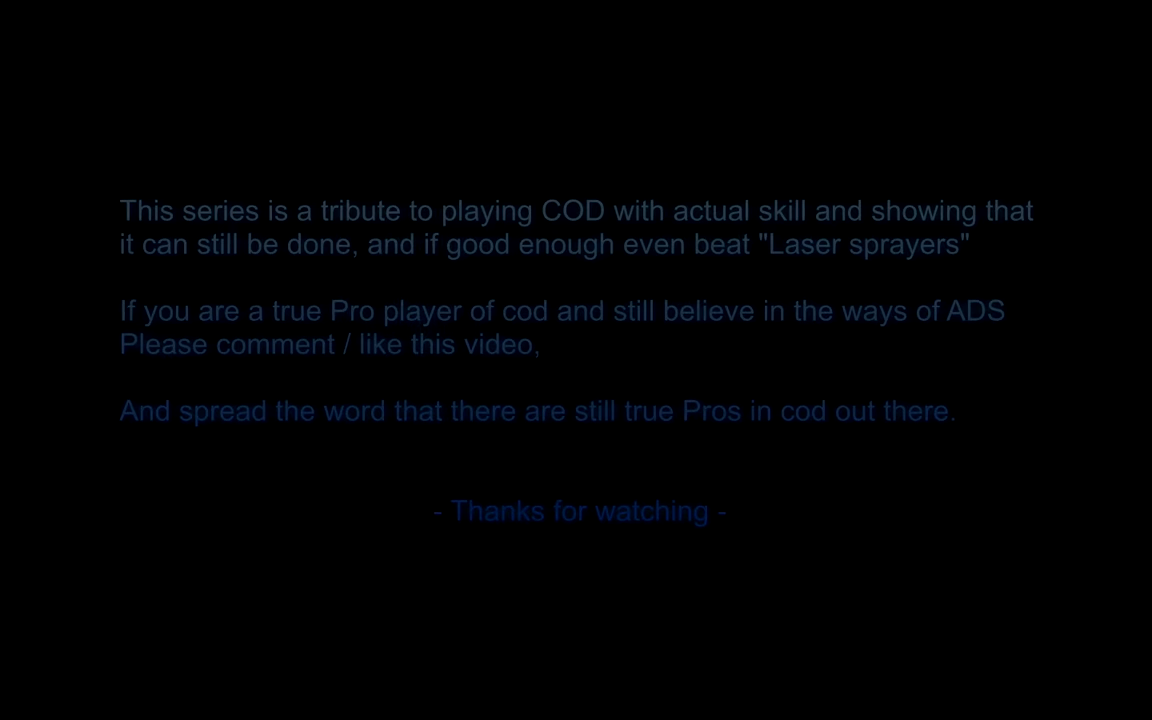 This series is a tribute to playing COD with actual skill and showing that
it can still be done, and if good enough even beat "Laser sprayers"
If you are a true Pro player of cod and still believe in the ways of ADS
Please comment / like this video,
And spread the word that there are still true Pros in cod out there.
- Thanks for watching -